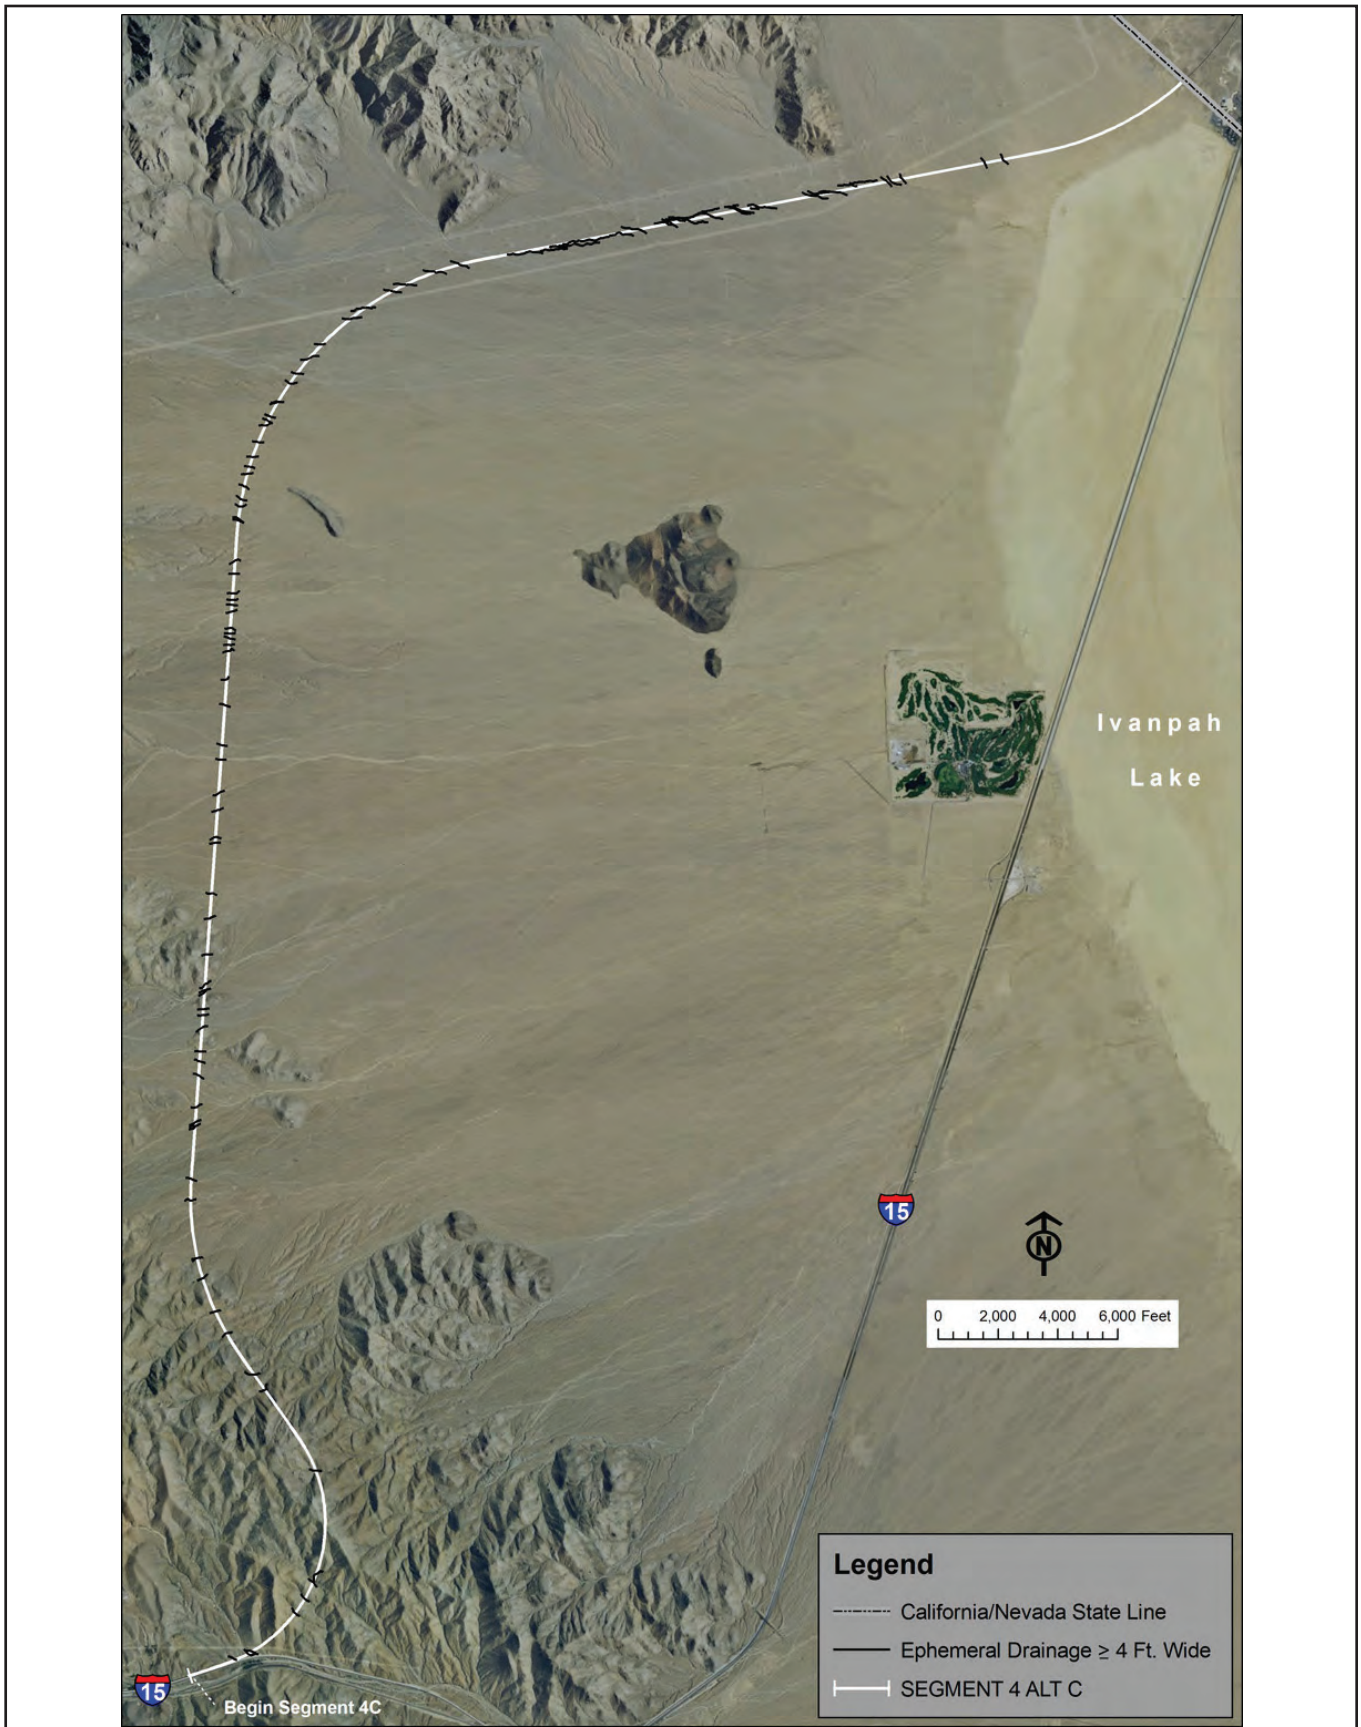 Ivanpah
Lake
15
N
0 2,000 4,000 6,000 Feet
Legend
California/Nevada State Line
Ephemeral Drainage ≥ 4 Ft. Wide
SEGMENT 4 ALT C
15
Begin Segment 4C